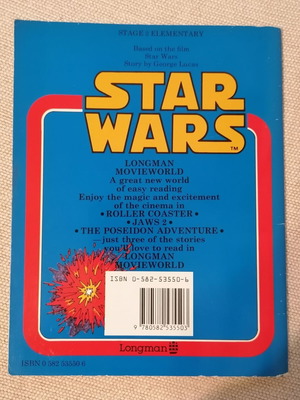 STAGE 1 ELEMENTARY
Based on the film
Star Wars
Story by George Lucas
STAR
WARS™
LONGMAN
MOVIEWORLD
A great new world
of easy reading
Enjoy the magic and excitement
of the cinema in
• ROLLER COASTER •
• JAWS 2 •
• THE POSEIDON ADVENTURE •
just three of the stories
you'll love to read in
LONGMAN
MOVIEWORLD
ISBN 0-582-53550-6
9 780582 535503
Longman
ISBN 0 582 53550 6